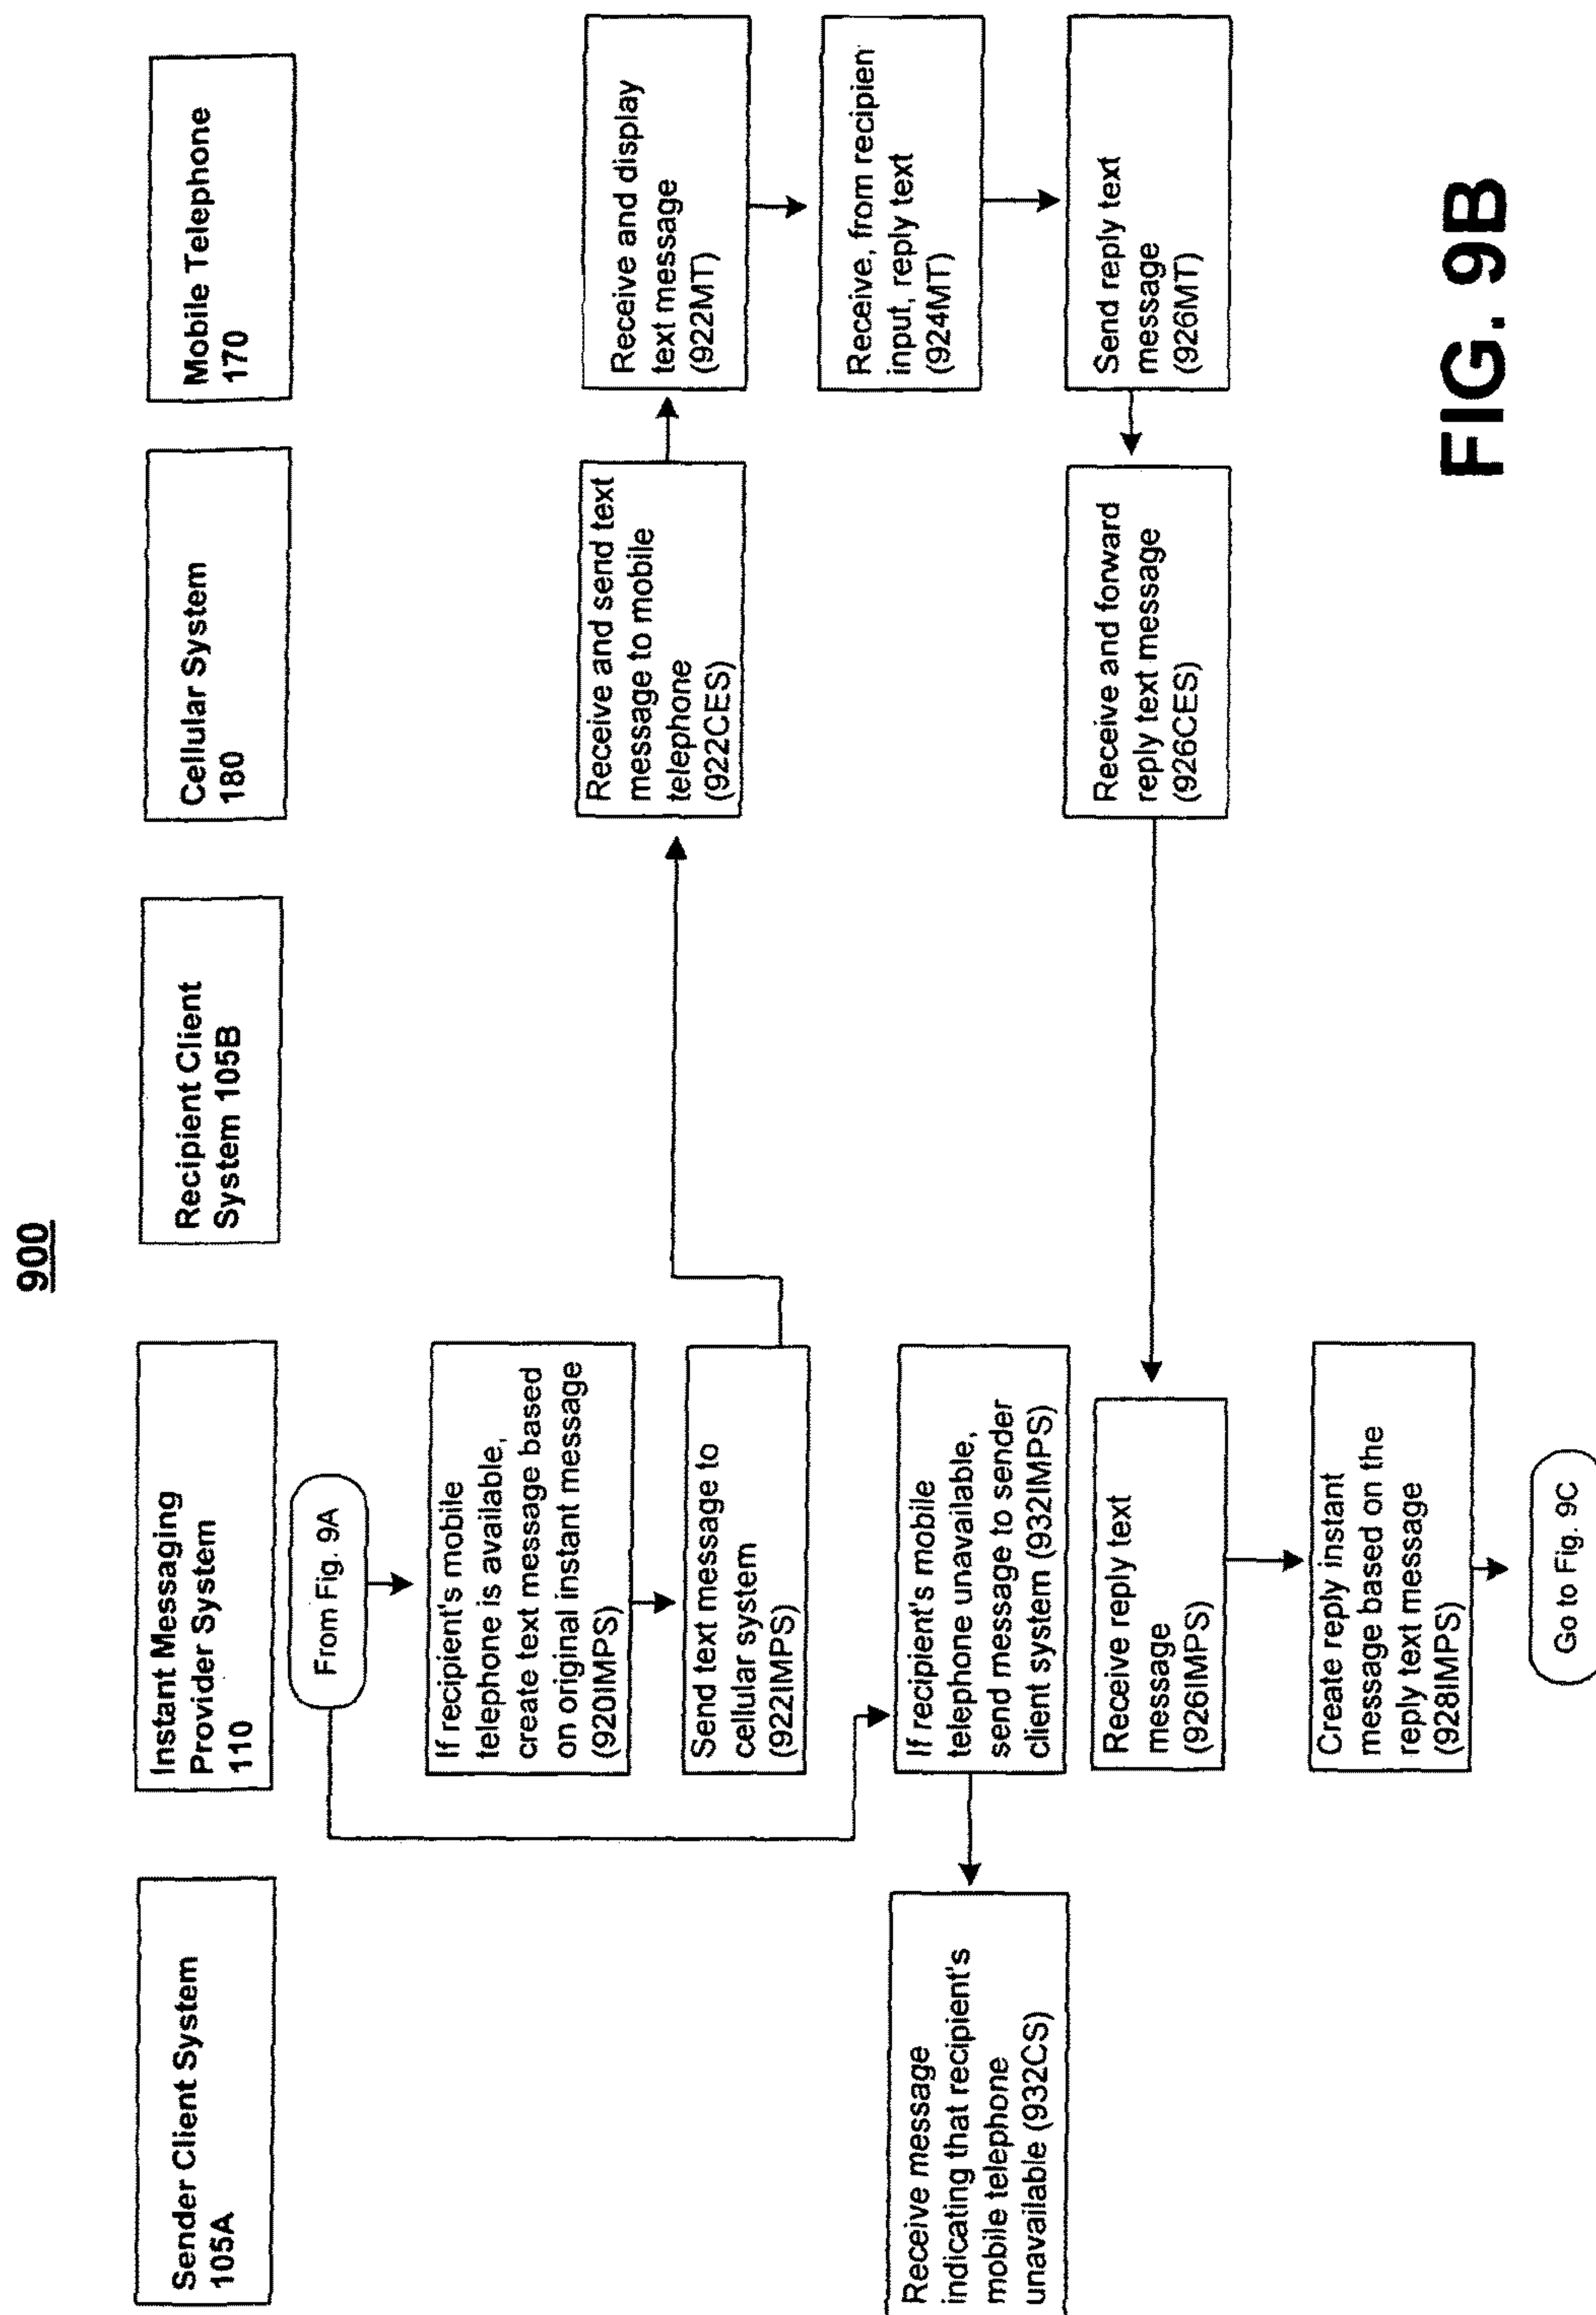 900
Sender Client System
105A
Instant Messaging
Provider System
110
Recipient Client
System 105B
Cellular System
180
Mobile Telephone
170
From Fig. 9A
If recipient's mobile
telephone is available,
create text message based
on original instant message
(920IMPS)
Send text message to
cellular system
(922IMPS)
Receive and send text
message to mobile
telephone
(922CES)
Receive and display
text message
(922MT)
Receive, from recipien
input, reply text
(924MT)
Send reply text
message
(926MT)
Receive and forward
reply text message
(926CES)
If recipient's mobile
telephone unavailable,
send message to sender
client system (932IMPS)
Receive message
indicating that recipient's
mobile telephone
unavailable (932CS)
Receive reply text
message
(926IMPS)
Create reply instant
message based on the
reply text message
(928IMPS)
Go to Fig. 9C
FIG. 9B